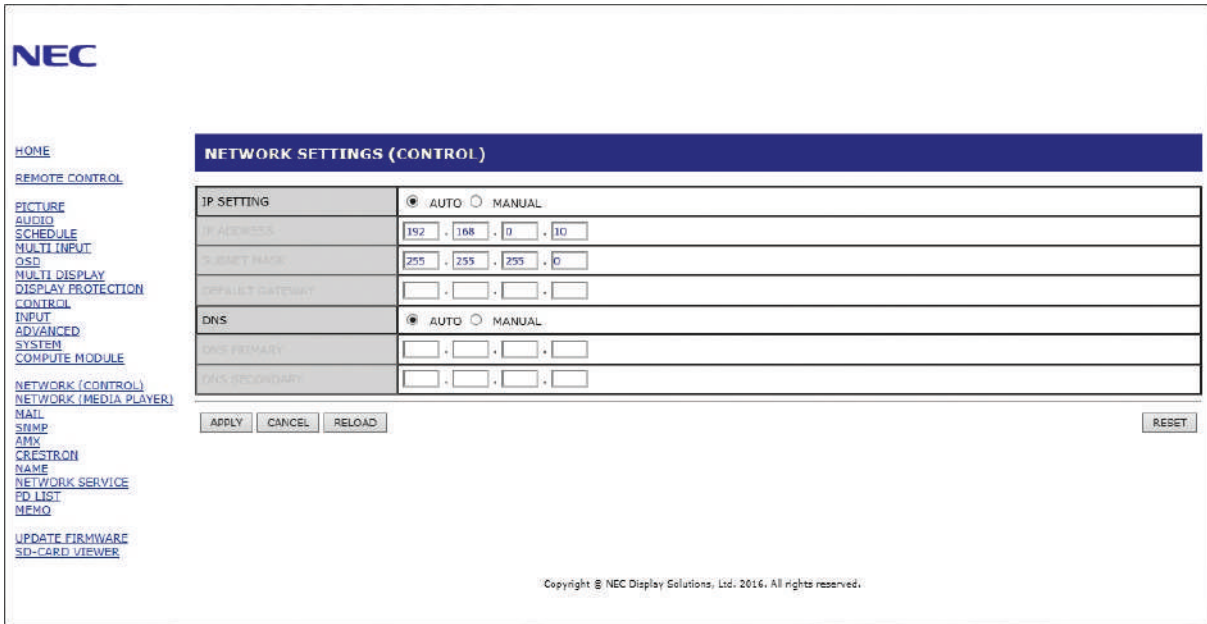 NEC
HOME
REMOTE CONTROL
PICTURE
AUDIO
SCHEDULE
MULTI INPUT
OSD
MULTI DISPLAY
DISPLAY PROTECTION
CONTROL
INPUT
ADVANCED
SYSTEM
COMPUTE MODULE
NETWORK (CONTROL)
NETWORK (MEDIA PLAYER)
MAIL
SNMP
AMX
CRESTRON
NAME
NETWORK SERVICE
PD LIST
MEMO
UPDATE FIRMWARE
SD-CARD VIEWER
NETWORK SETTINGS (CONTROL)
IP SETTING AUTO MANUAL
IP ADDRESS 192 . 168 . 0 . 10
SUBNET MASK 255 . 255 . 255 . 0
DEFAULT GATEWAY . . .
DNS AUTO MANUAL
DNS PRIMARY . . .
DNS SECONDARY . . .
APPLY CANCEL RELOAD RESET
Copyright © NEC Display Solutions, Ltd. 2016. All rights reserved.